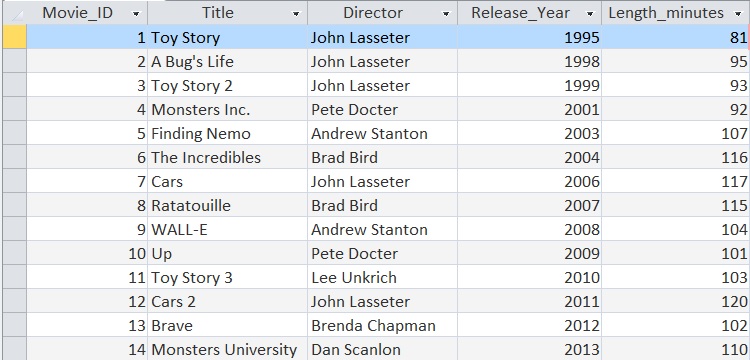 Movie_ID Title Director Release_Year Length_minutes
1 Toy Story John Lasseter 1995 81
2 A Bug's Life John Lasseter 1998 95
3 Toy Story 2 John Lasseter 1999 93
4 Monsters Inc. Pete Docter 2001 92
5 Finding Nemo Andrew Stanton 2003 107
6 The Incredibles Brad Bird 2004 116
7 Cars John Lasseter 2006 117
8 Ratatouille Brad Bird 2007 115
9 WALL-E Andrew Stanton 2008 104
10 Up Pete Docter 2009 101
11 Toy Story 3 Lee Unkrich 2010 103
12 Cars 2 John Lasseter 2011 120
13 Brave Brenda Chapman 2012 102
14 Monsters University Dan Scanlon 2013 110